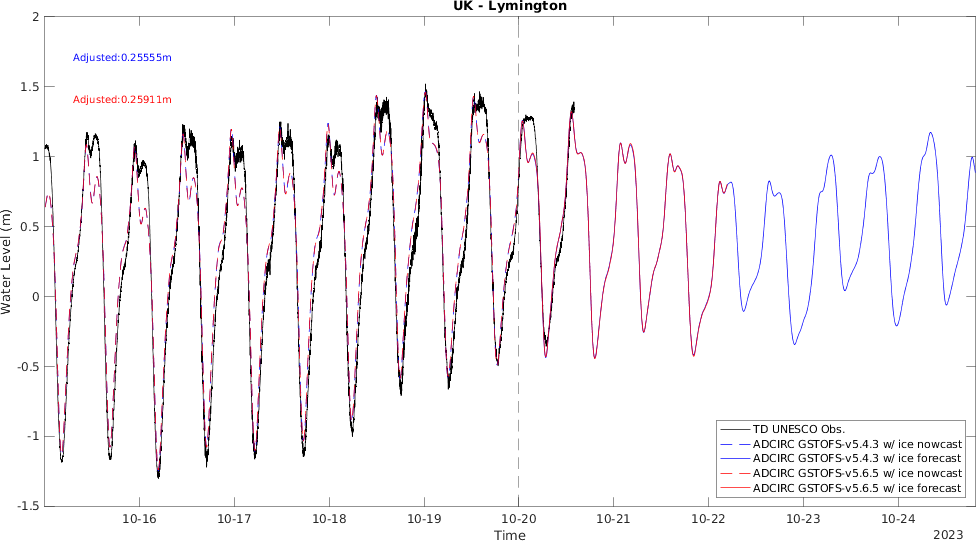 UK - Lymington
2
1.5
1
0.5
0
-0.5
-1
-1.5
Water Level (m)
Adjusted:0.25555m
Adjusted:0.25911m
TD UNESCO Obs.
ADCIRC GSTOFS-v5.4.3 w/ ice nowcast
ADCIRC GSTOFS-v5.4.3 w/ ice forecast
ADCIRC GSTOFS-v5.6.5 w/ ice nowcast
ADCIRC GSTOFS-v5.6.5 w/ ice forecast
10-16 10-17 10-18 10-19 10-20 10-21 10-22 10-23 10-24
Time
2023